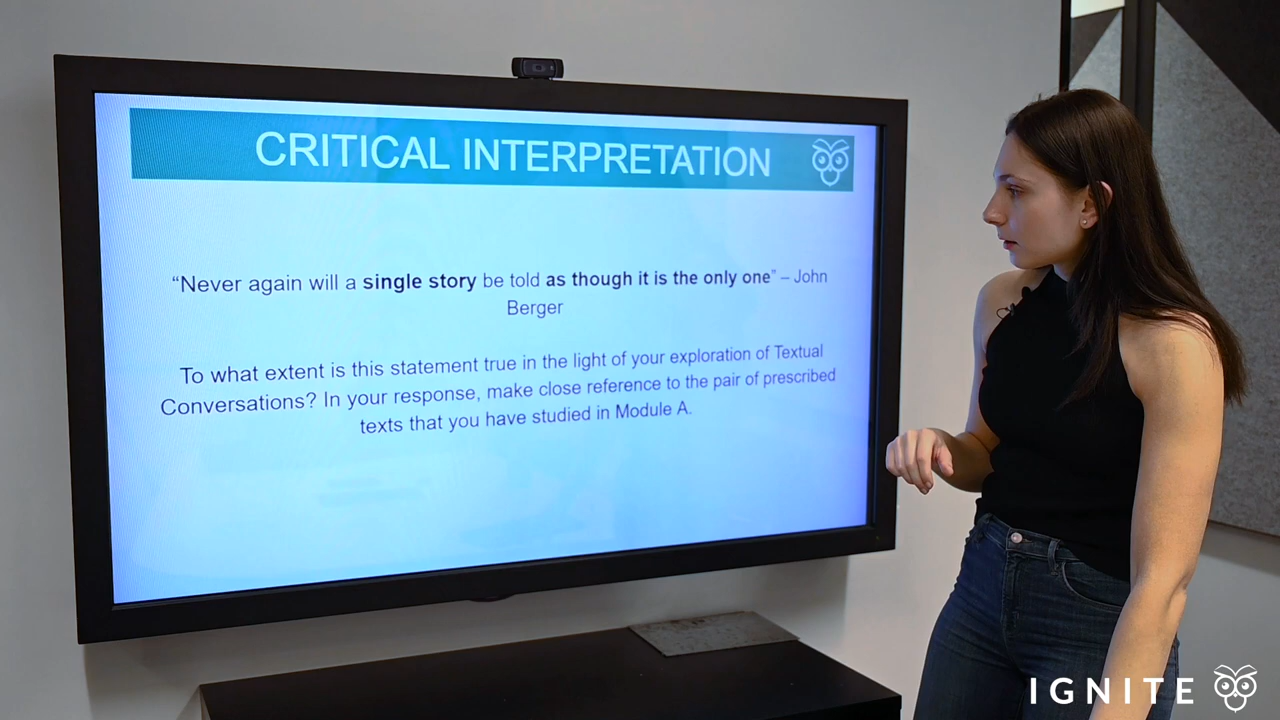 CRITICAL INTERPRETATION
“Never again will a single story be told as though it is the only one” – John
Berger
To what extent is this statement true in the light of your exploration of Textual
Conversations? In your response, make close reference to the pair of prescribed
texts that you have studied in Module A.
IGNITE